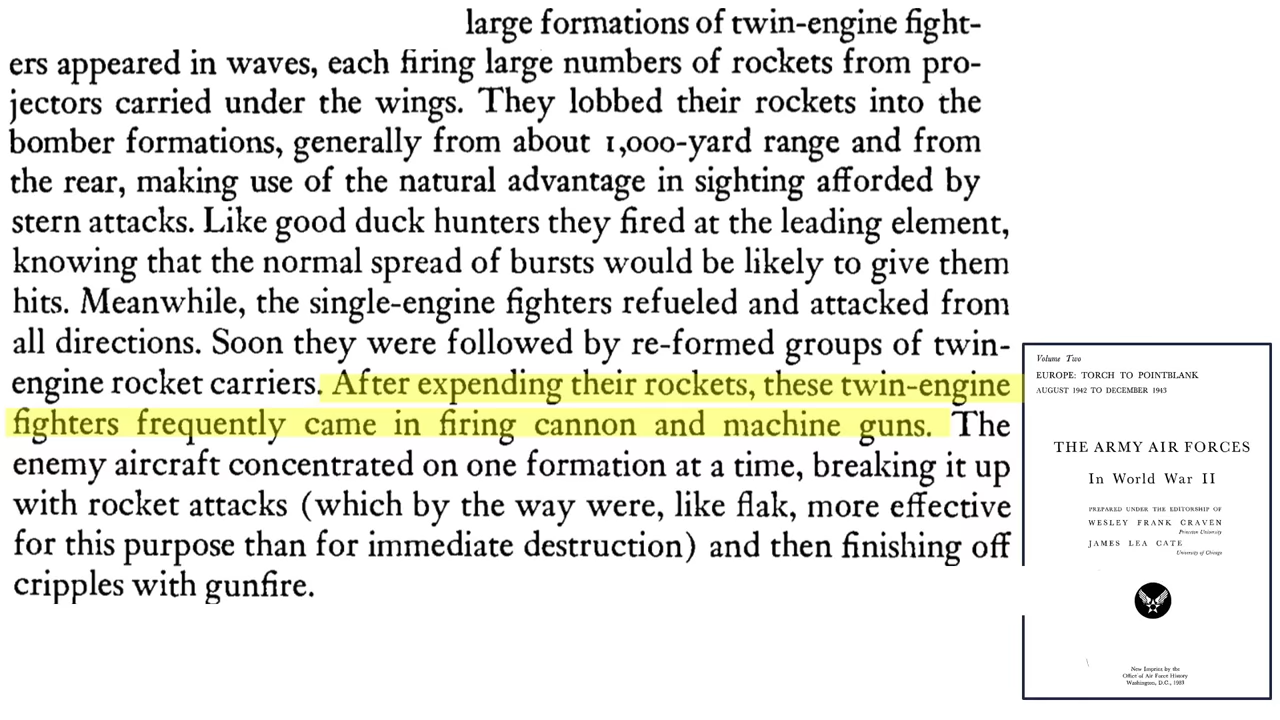 large formations of twin-engine fight-
ers appeared in waves, each firing large numbers of rockets from pro-
jectors carried under the wings. They lobbed their rockets into the
bomber formations, generally from about 1,000-yard range and from
the rear, making use of the natural advantage in sighting afforded by
stern attacks. Like good duck hunters they fired at the leading element,
knowing that the normal spread of bursts would be likely to give them
hits. Meanwhile, the single-engine fighters refueled and attacked from
all directions. Soon they were followed by re-formed groups of twin-
engine rocket carriers. After expending their rockets, these twin-engine
fighters frequently came in firing cannon and machine guns. The
enemy aircraft concentrated on one formation at a time, breaking it up
with rocket attacks (which by the way were, like flak, more effective
for this purpose than for immediate destruction) and then finishing off
cripples with gunfire.
Volume Two
EUROPE: TORCH TO POINTBLANK
AUGUST 1942 TO DECEMBER 1943
THE ARMY AIR FORCES
In World War II
PREPARED UNDER THE EDITORSHIP OF
WESLEY FRANK CRAVEN
Princeton University
JAMES LEA CATE
University of Chicago
New Imprint by the
Office of Air Force History
Washington, D.C., 1983